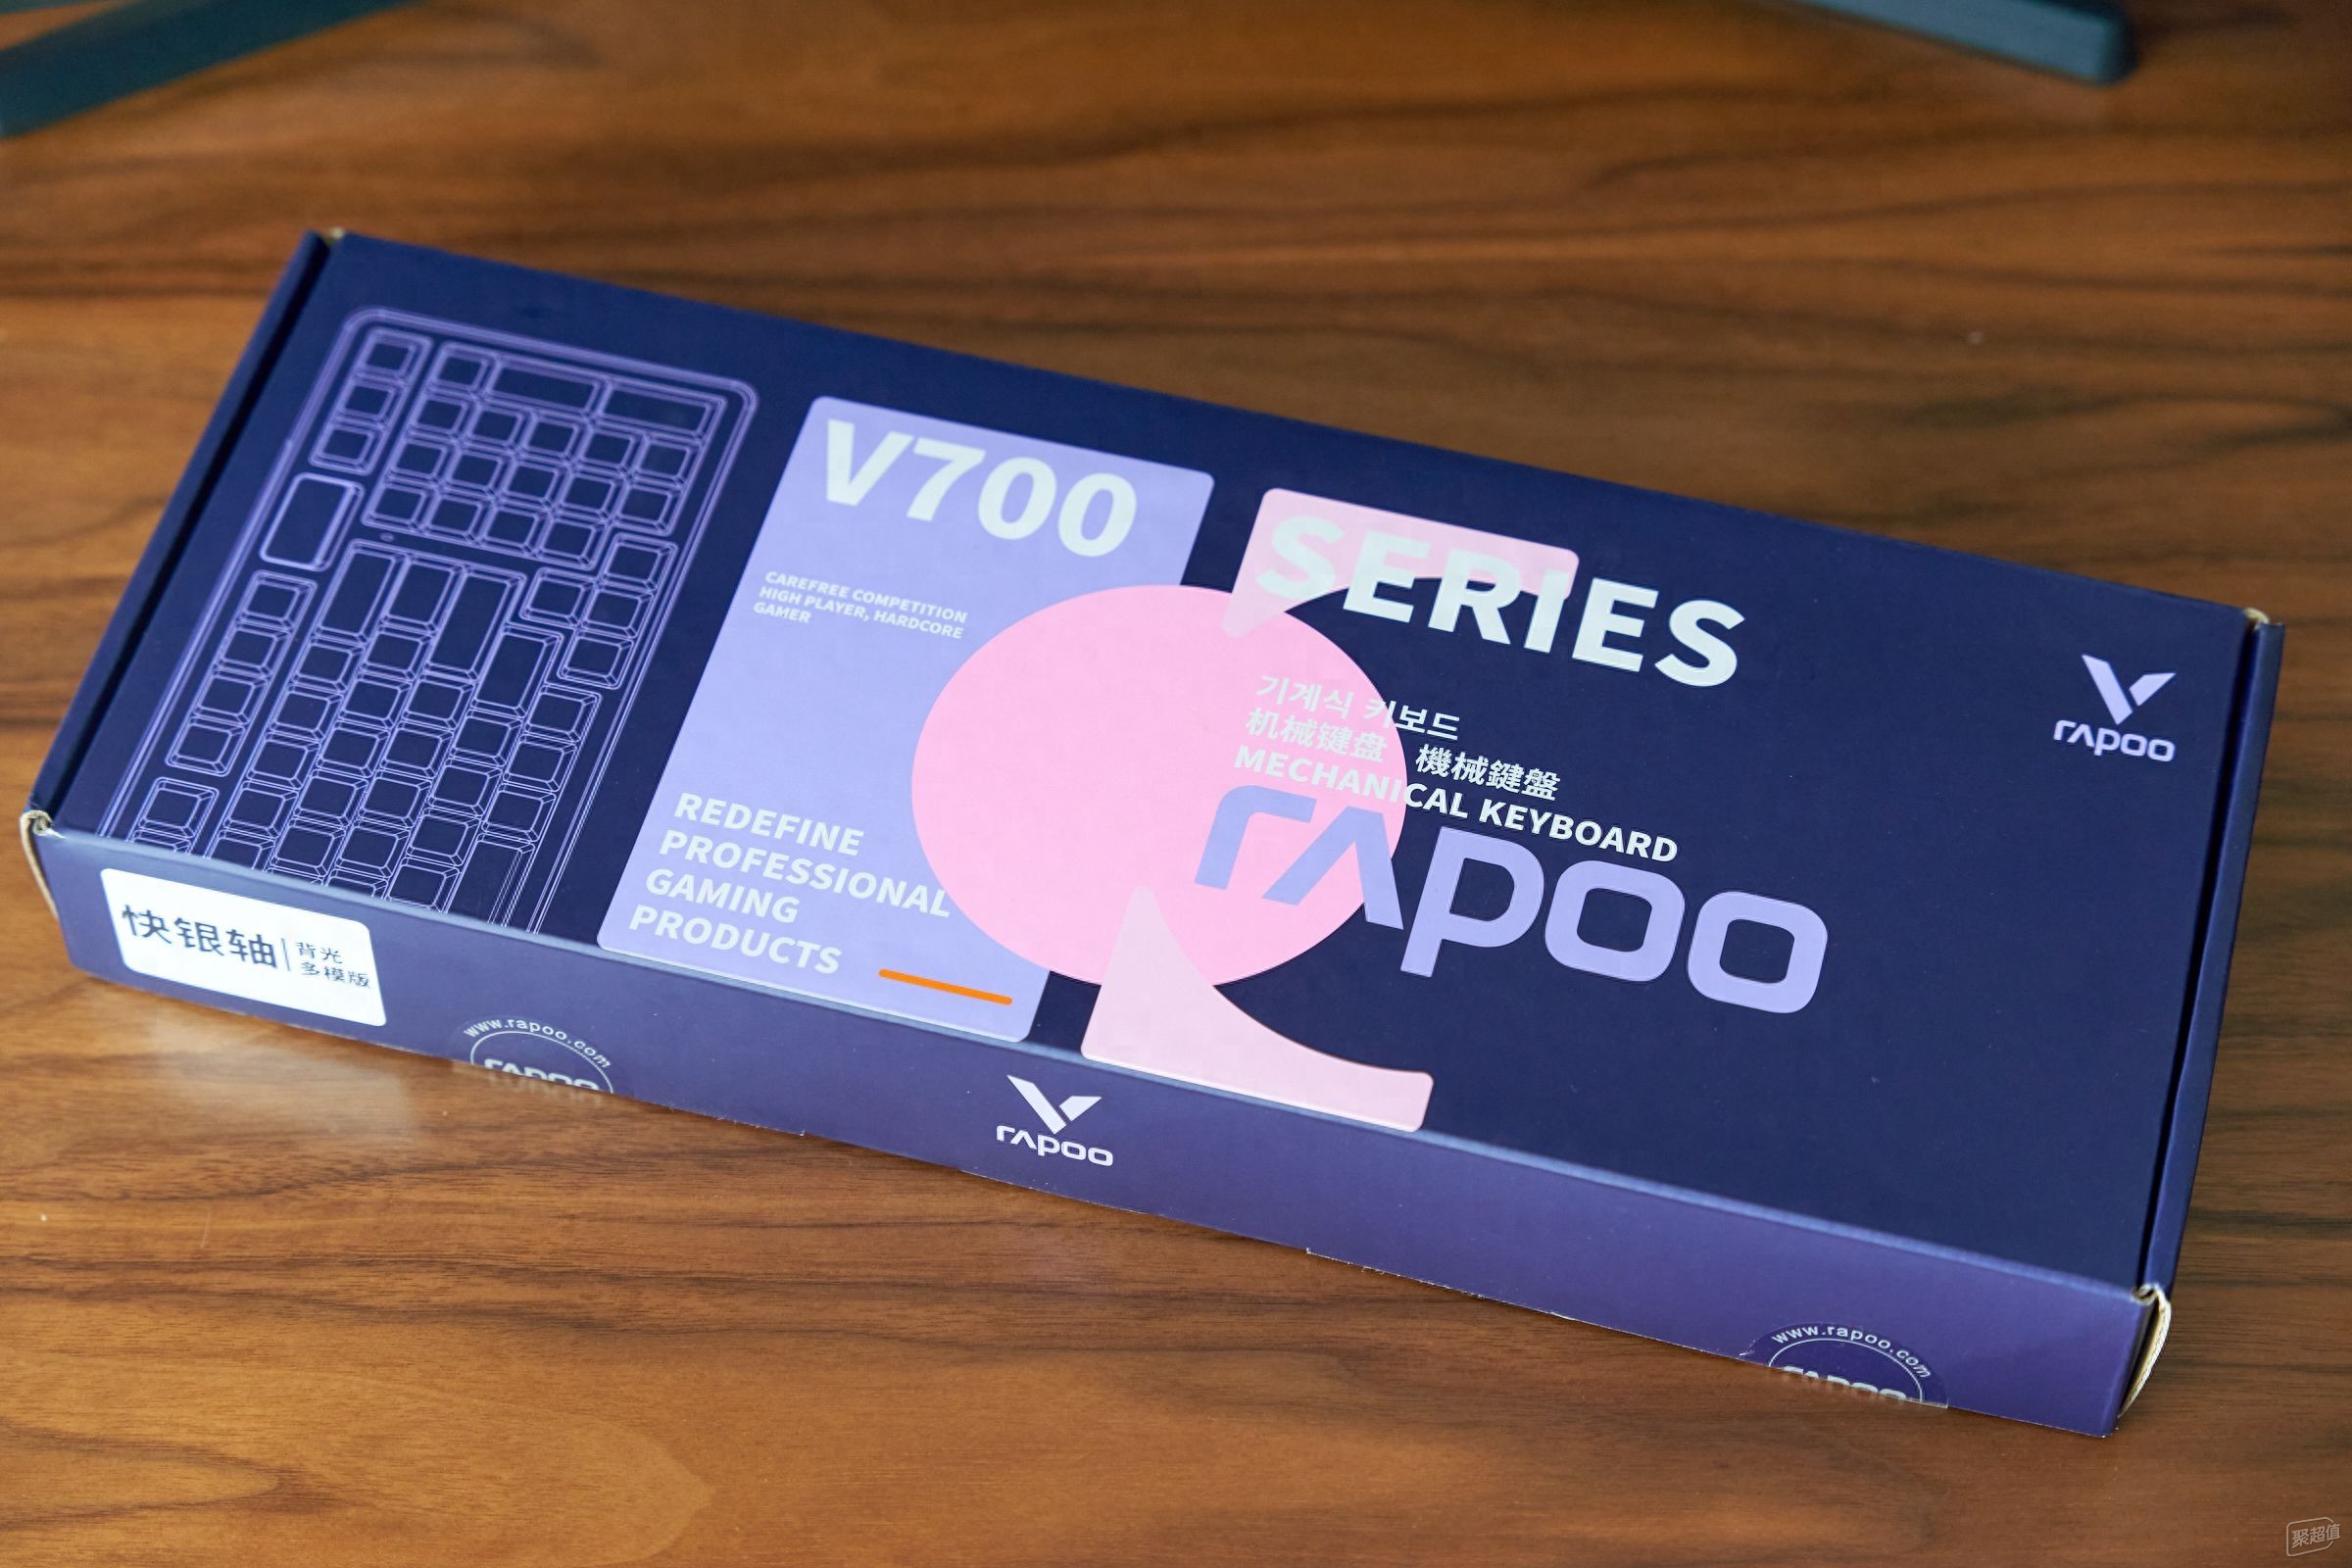 V700
SERIES
CAREFREE COMPETITION
HIGH PLAYER, HARDCORE
GAMER
기계식 키보드
机械键盘 機械鍵盤
MECHANICAL KEYBOARD
rapoo
REDEFINE
PROFESSIONAL
GAMING
PRODUCTS
rapoo
快银轴
背光
多模版
www.rapoo.com
rapoo
rapoo
www.rapoo.com
rapoo
聚超值